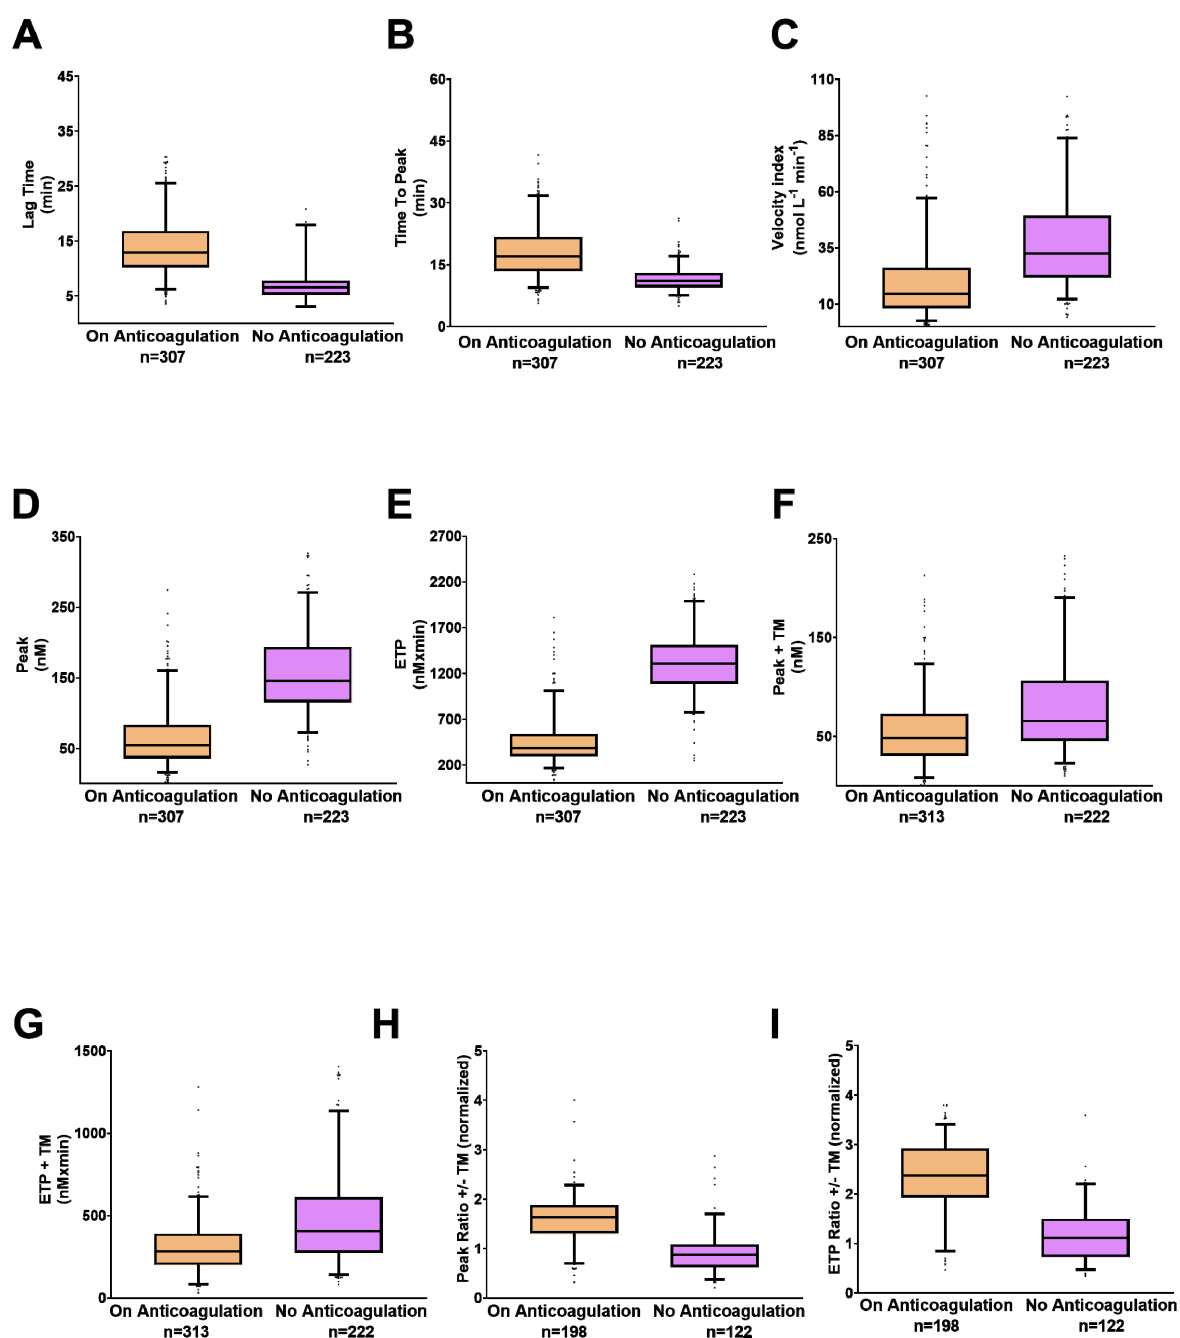 A
B
C
Lag Time
(min)
45
35
25
15
5
On Anticoagulation
n=307
No Anticoagulation
n=223
Time To Peak
(min)
60
45
30
15
0
On Anticoagulation
n=307
No Anticoagulation
n=223
Velocity index
(nmol L⁻¹ min⁻¹)
110
85
60
35
10
On Anticoagulation
n=307
No Anticoagulation
n=223
D
E
F
Peak
(nM)
350
250
150
50
On Anticoagulation
n=307
No Anticoagulation
n=223
ETP
(nMxmin)
2700
2200
1700
1200
700
200
On Anticoagulation
n=307
No Anticoagulation
n=223
Peak + TM
(nM)
250
150
50
On Anticoagulation
n=313
No Anticoagulation
n=222
G
H
I
ETP + TM
(nMxmin)
1500
1000
500
0
On Anticoagulation
n=313
No Anticoagulation
n=222
Peak Ratio +/- TM (normalized)
5
4
3
2
1
0
On Anticoagulation
n=198
No Anticoagulation
n=122
ETP Ratio +/- TM (normalized)
5
4
3
2
1
0
On Anticoagulation
n=198
No Anticoagulation
n=122